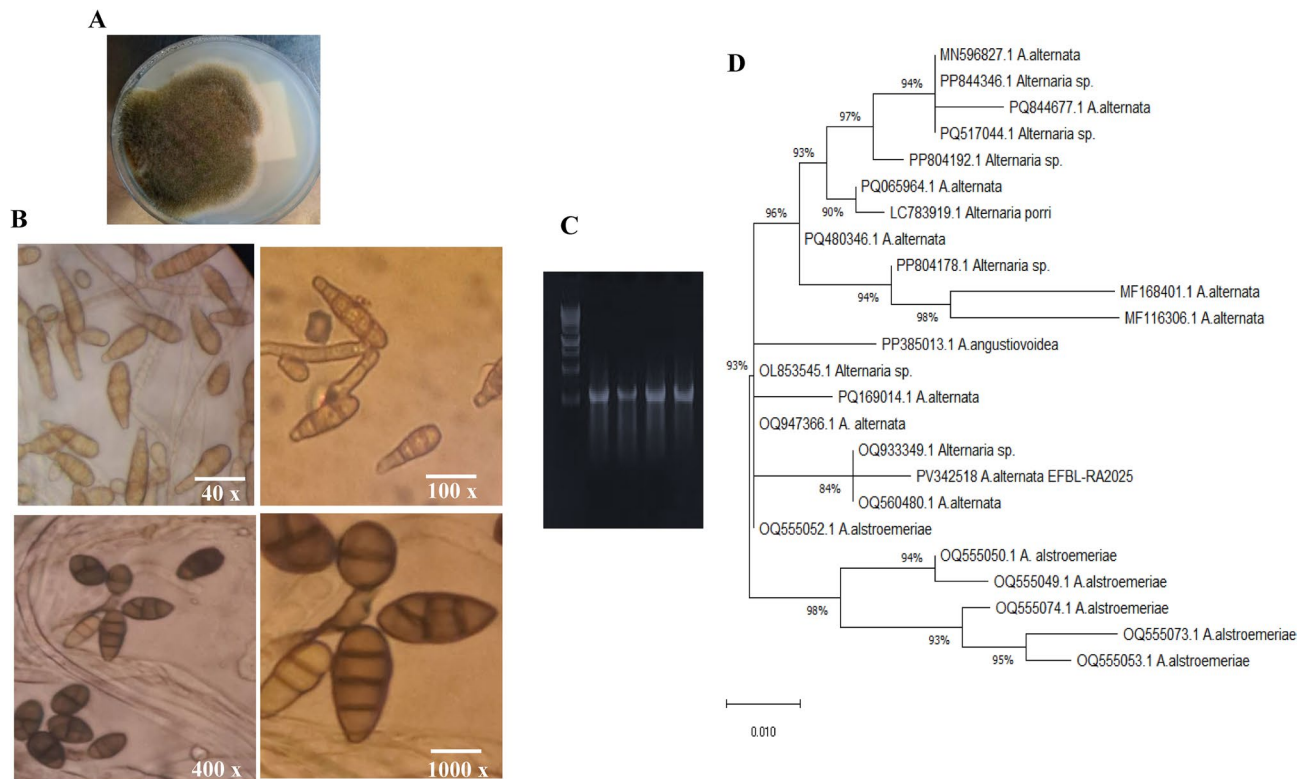 A
B
40 x
100 x
400 x
1000 x
C
D
MN596827.1 A.alternata
94%
PP844346.1 Alternaria sp.
PQ844677.1 A.alternata
97%
PQ517044.1 Alternaria sp.
93%
PP804192.1 Alternaria sp.
PQ065964.1 A.alternata
90%
LC783919.1 Alternaria porri
96%
PQ480346.1 A.alternata
PP804178.1 Alternaria sp.
94%
MF168401.1 A.alternata
98%
MF116306.1 A.alternata
PP385013.1 A.angustiovoidea
93%
OL853545.1 Alternaria sp.
PQ169014.1 A.alternata
OQ947366.1 A. alternata
OQ933349.1 Alternaria sp.
PV342518 A.alternata EFBL-RA2025
84%
OQ560480.1 A.alternata
OQ555052.1 A.alstroemeriae
94%
OQ555050.1 A. alstroemeriae
OQ555049.1 A.alstroemeriae
98%
OQ555074.1 A.alstroemeriae
93%
OQ555073.1 A.alstroemeriae
95%
OQ555053.1 A.alstroemeriae
0.010